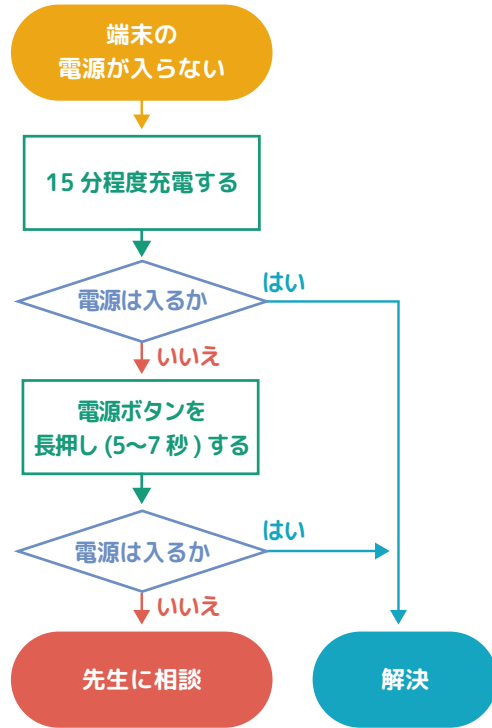 端末の
電源が入らない
15分程度充電する
電源は入るか
はい
いいえ
電源ボタンを
長押し(5〜7秒)する
電源は入るか
はい
いいえ
先生に相談
解決